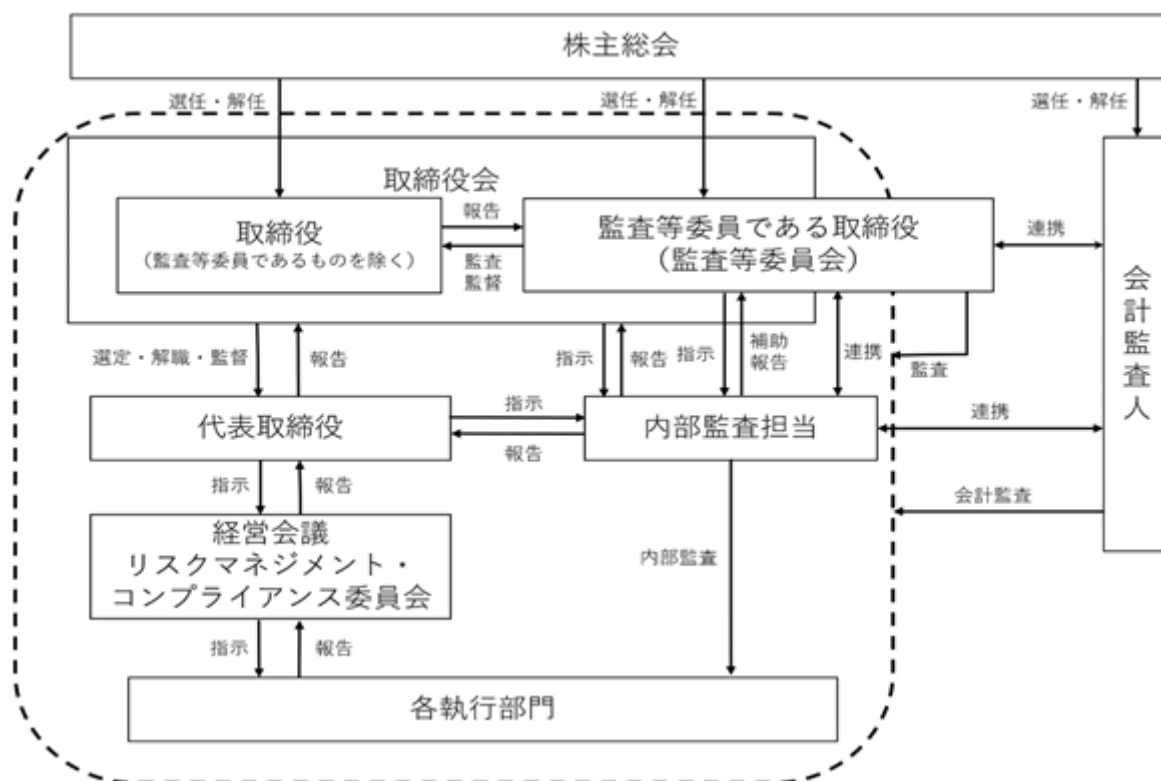 株主総会
選任・解任
選任・解任
選任・解任
取締役会
取締役
（監査等委員であるものを除く）
報告
監査
監督
監査等委員である取締役
（監査等委員会）
連携
会計監査人
選定・解職・監督
報告
指示
報告
指示
補助
報告
連携
監査
代表取締役
指示
報告
内部監査担当
連携
指示
報告
会計監査
経営会議
リスクマネジメント・
コンプライアンス委員会
内部監査
指示
報告
各執行部門